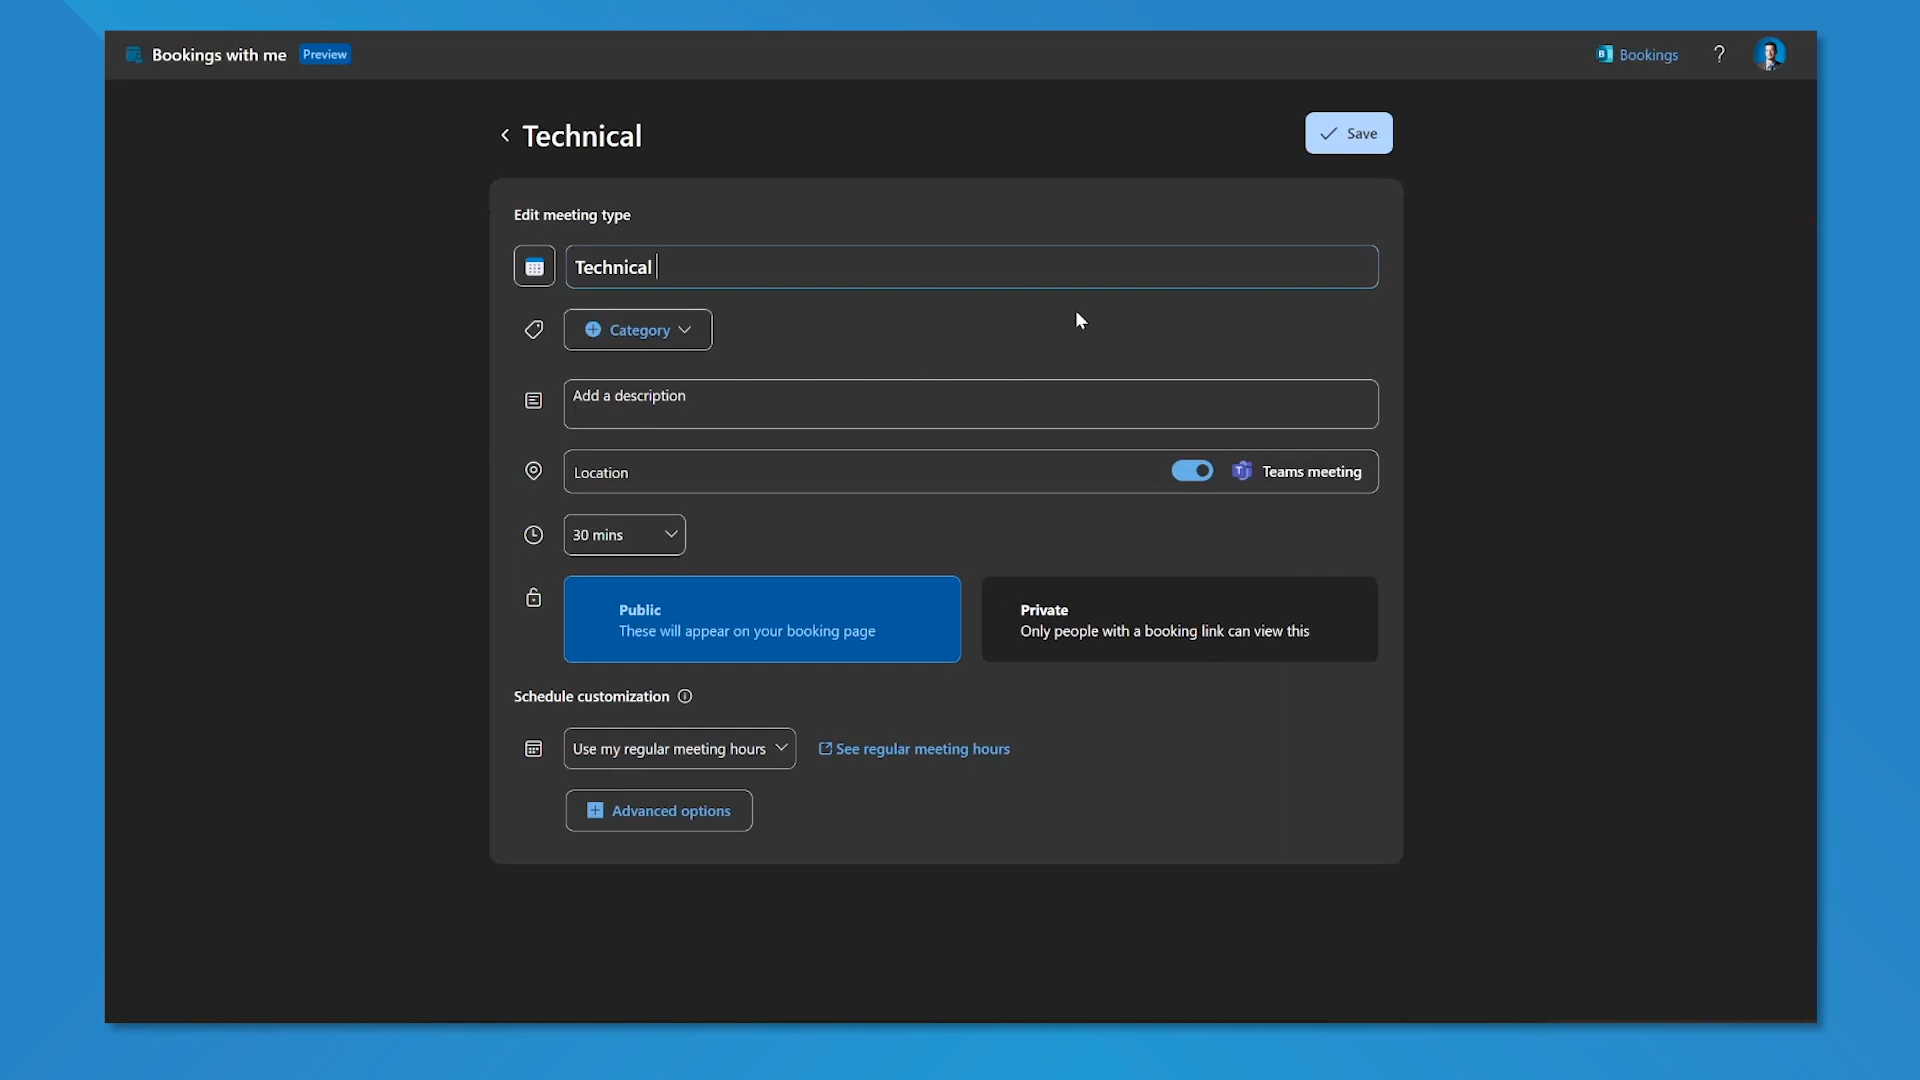 Bookings with me Preview
Bookings ?
Technical
Save
Edit meeting type
Technical
Category
Add a description
Location
Teams meeting
30 mins
Public
These will appear on your booking page
Private
Only people with a booking link can view this
Schedule customization
Use my regular meeting hours
See regular meeting hours
Advanced options